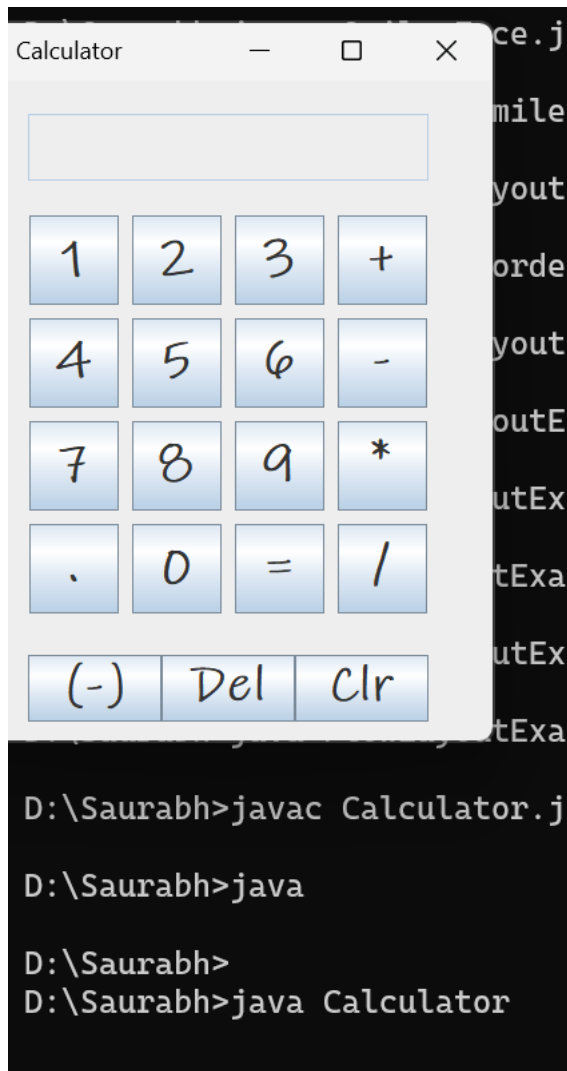 ce.j
Calculator
mile
yout
1 2 3 +
orde
4 5 6 -
yout
outE
7 8 9 *
utEx
. 0 = /
tExa
utEx
(-) Del Clr
tExa
D:\Saurabh>javac Calculator.j
D:\Saurabh>java
D:\Saurabh>
D:\Saurabh>java Calculator